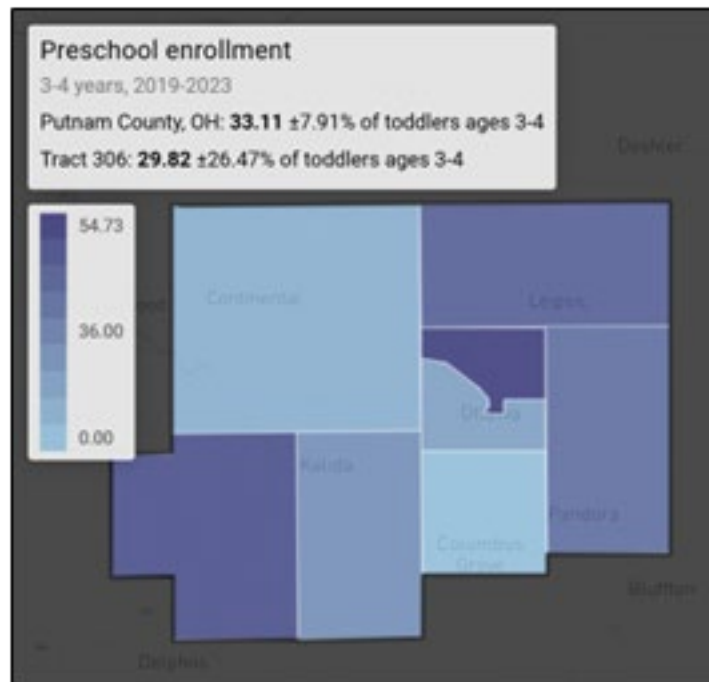 Preschool enrollment
3-4 years, 2019-2023
Putnam County, OH: 33.11 ±7.91% of toddlers ages 3-4
Tract 306: 29.82 ±26.47% of toddlers ages 3-4
Deshler
54.73
Continental
36.00
0.00
Kalida
Pandora
Columbus
Grove
Bluffton
Delphos